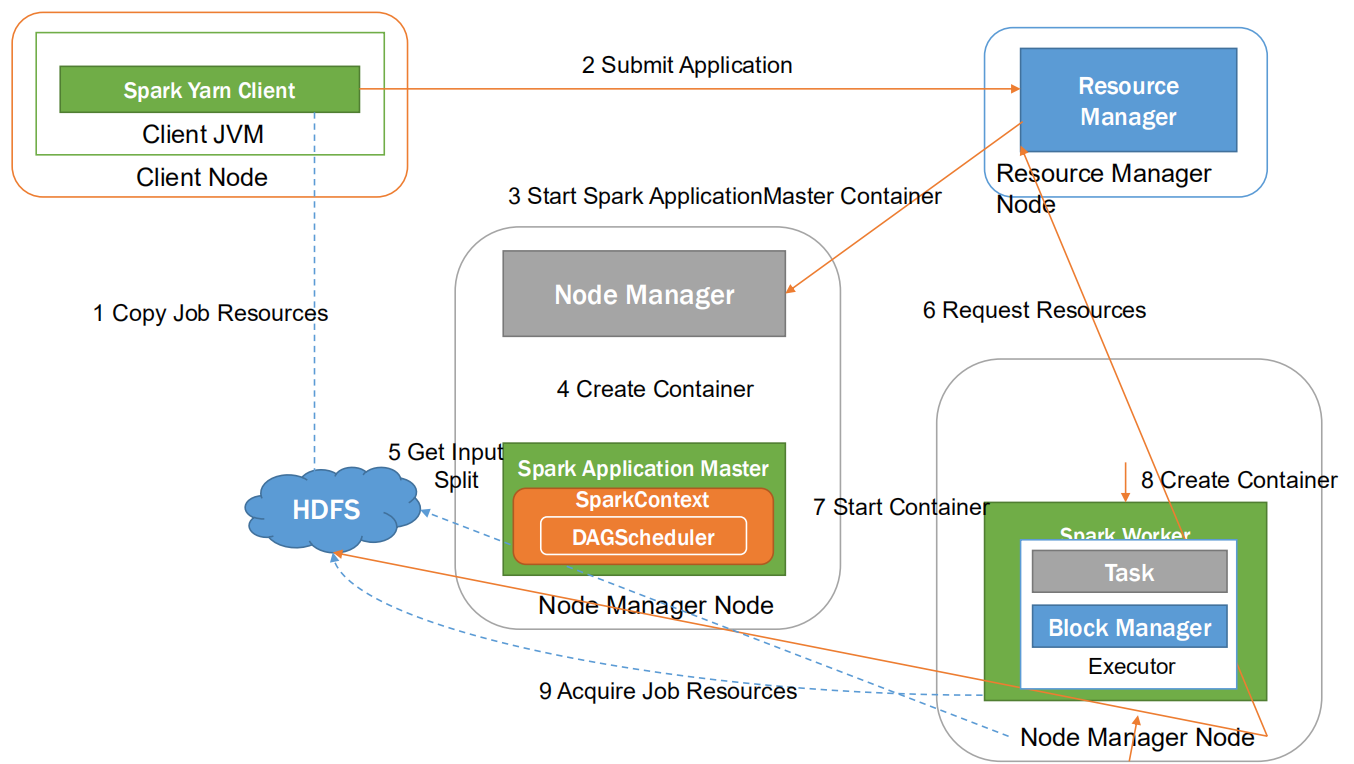 2 Submit Application
Spark Yarn Client
Client JVM
Client Node
Resource
Manager
Resource Manager
Node
3 Start Spark ApplicationMaster Container
Node Manager
1 Copy Job Resources
6 Request Resources
4 Create Container
5 Get Input
Split
Spark Application Master
SparkContext
DAGScheduler
Node Manager Node
HDFS
7 Start Container
8 Create Container
Spark Worker
Task
Block Manager
Executor
9 Acquire Job Resources
Node Manager Node